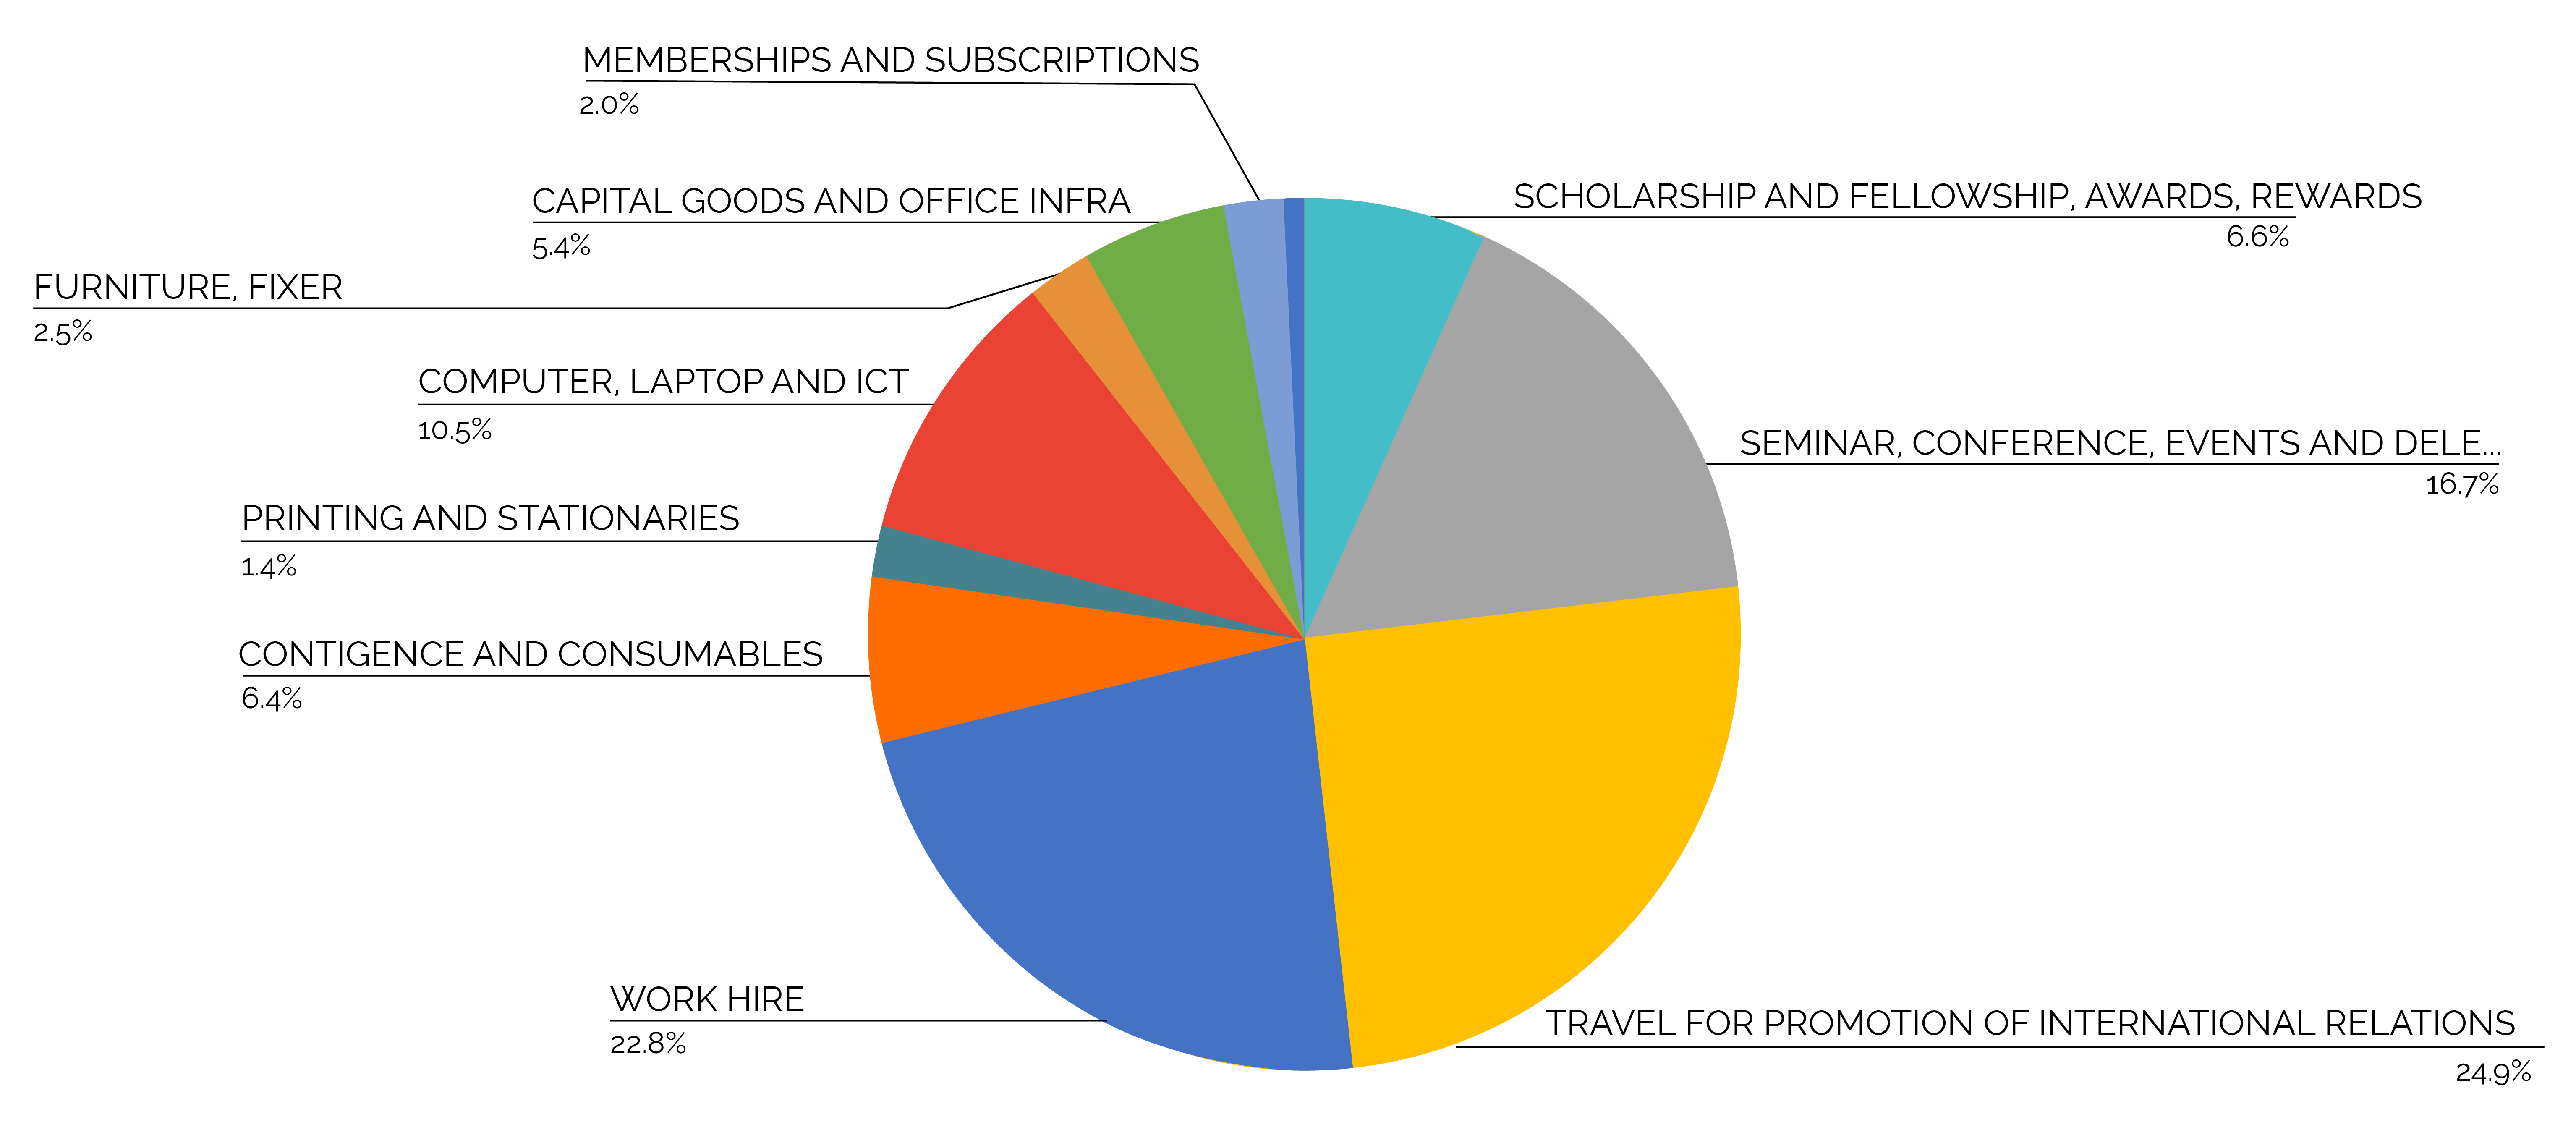 MEMBERSHIPS AND SUBSCRIPTIONS
2.0%
CAPITAL GOODS AND OFFICE INFRA
5.4%
FURNITURE, FIXER
2.5%
COMPUTER, LAPTOP AND ICT
10.5%
PRINTING AND STATIONARIES
1.4%
CONTIGENCE AND CONSUMABLES
6.4%
WORK HIRE
22.8%
SCHOLARSHIP AND FELLOWSHIP, AWARDS, REWARDS
6.6%
SEMINAR, CONFERENCE, EVENTS AND DELE...
16.7%
TRAVEL FOR PROMOTION OF INTERNATIONAL RELATIONS
24.9%